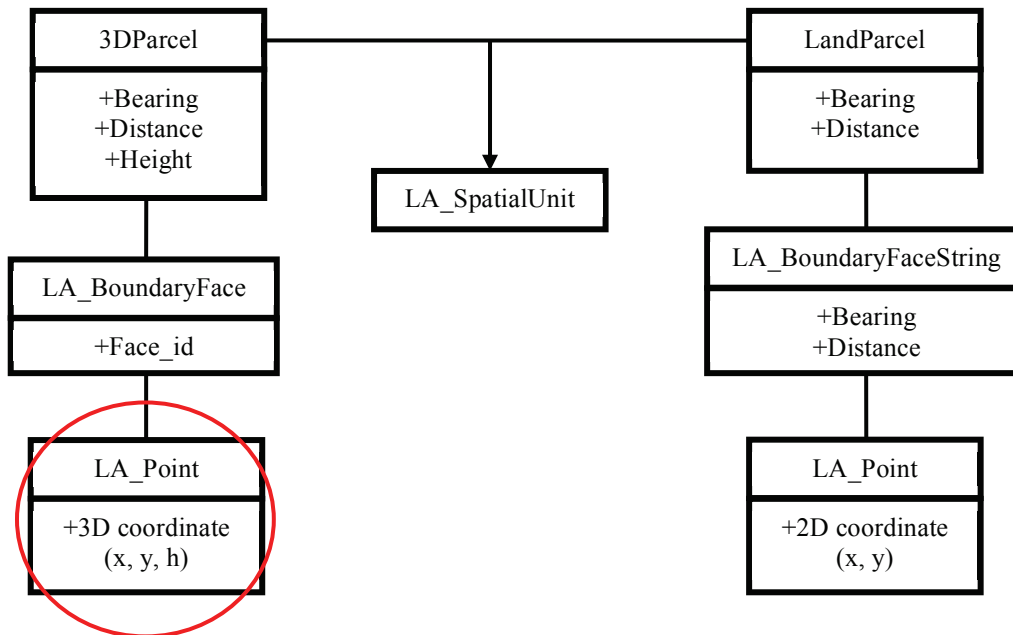 3DParcel
+Bearing
+Distance
+Height
LandParcel
+Bearing
+Distance
LA_SpatialUnit
LA_BoundaryFace
+Face_id
LA_BoundaryFaceString
+Bearing
+Distance
LA_Point
+3D coordinate
(x, y, h)
LA_Point
+2D coordinate
(x, y)